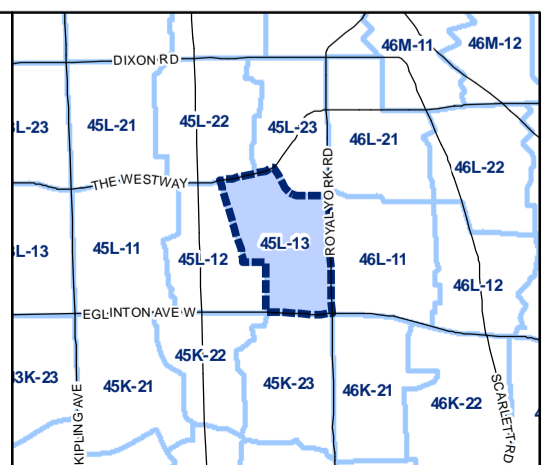 46M-11
46M-12
DIXON RD
L-23
45L-21
45L-22
45L-23
46L-21
46L-22
THE WESTWAY
ROYAL YORK RD
L-13
45L-11
45L-12
45L-13
46L-11
46L-12
EGLINTON AVE W
3K-23
45K-21
45K-22
45K-23
46K-21
46K-22
KIPLING AVE
SCARLETT RD